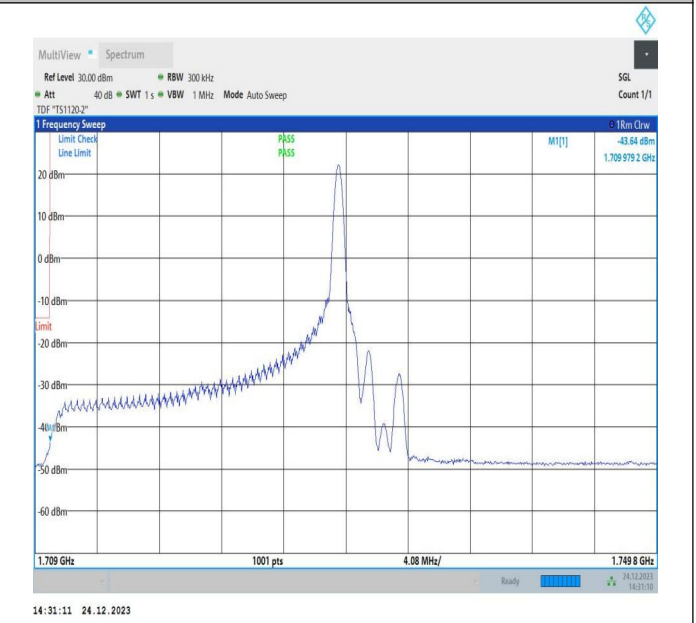 MultiView Spectrum
Ref Level 30.00 dBm RBW 300 kHz SGL
Att 40 dB SWT 1 s VBW 1 MHz Mode Auto Sweep Count 1/1
TDF "TS1120-2"
1 Frequency Sweep 1Rm Clrw
Limit Check PASS M1[1] -43.64 dBm
Line Limit PASS 1.709 979 2 GHz
20 dBm
10 dBm
0 dBm
-10 dBm
Limit
-20 dBm
-30 dBm
-40 dBm
-50 dBm
-60 dBm
1.709 GHz 1001 pts 4.08 MHz/ 1.749 8 GHz
Ready 24.12.2023
14:31:10
14:31:11 24.12.2023